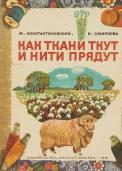 М. КОНСТАНТИНОВСКИЙ, Н. СМИРНОВА
КАК ТКАНИ ТКУТ
И НИТИ ПРЯДУТ